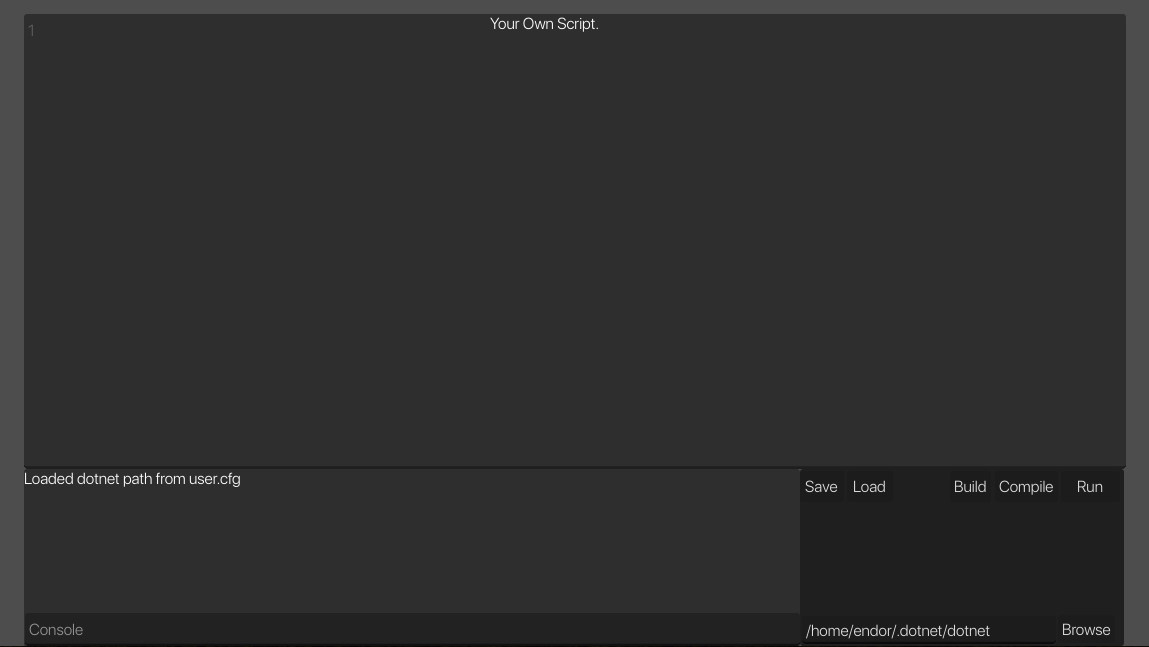 Your Own Script.
1
Loaded dotnet path from user.cfg
Save Load Build Compile Run
Console
/home/endor/.dotnet/dotnet Browse